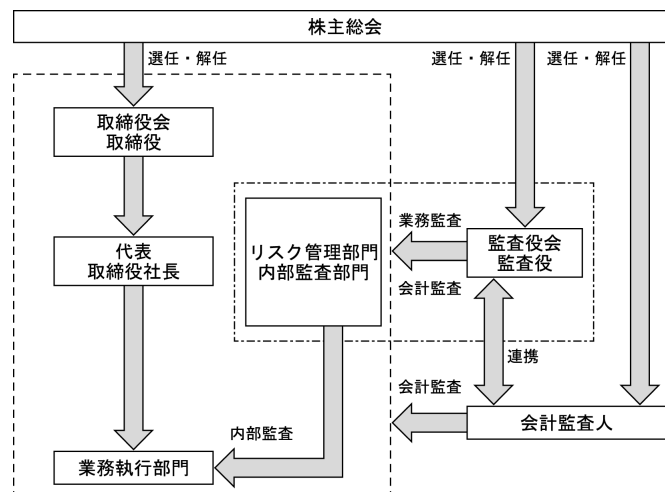 株主総会
選任・解任
選任・解任
選任・解任
取締役会
取締役
業務監査
監査役会
監査役
リスク管理部門
内部監査部門
代表
取締役社長
会計監査
連携
会計監査
会計監査人
内部監査
業務執行部門